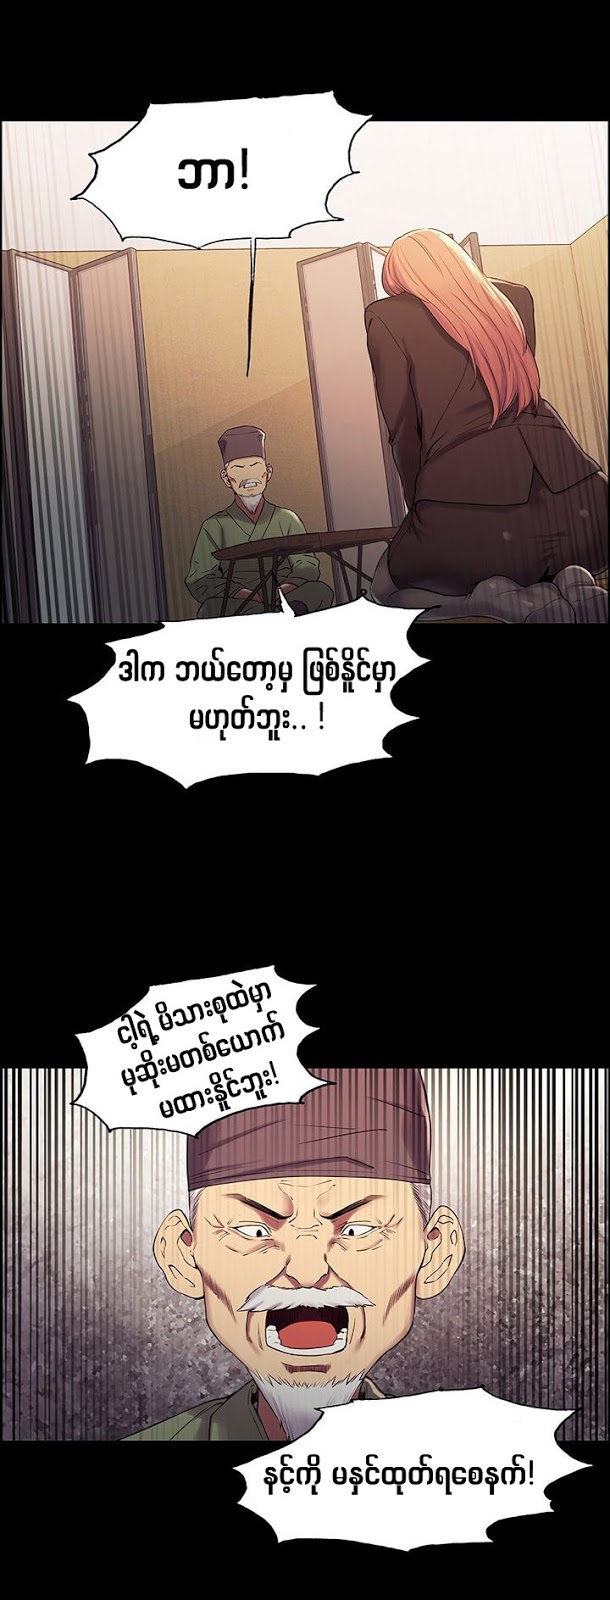 ဘာ!
ဒါက ဘယ်တော့မှ ဖြစ်နိူင်မှာ
မဟုတ်ဘူး.. !
ငါ့ရဲ့ မိသားစုထဲမှာ
မုဆိုးမတစ်ယောက်
မထားနိူင်ဘူး!
နင့်ကို မနှင်ထုတ်ရစေနက်!